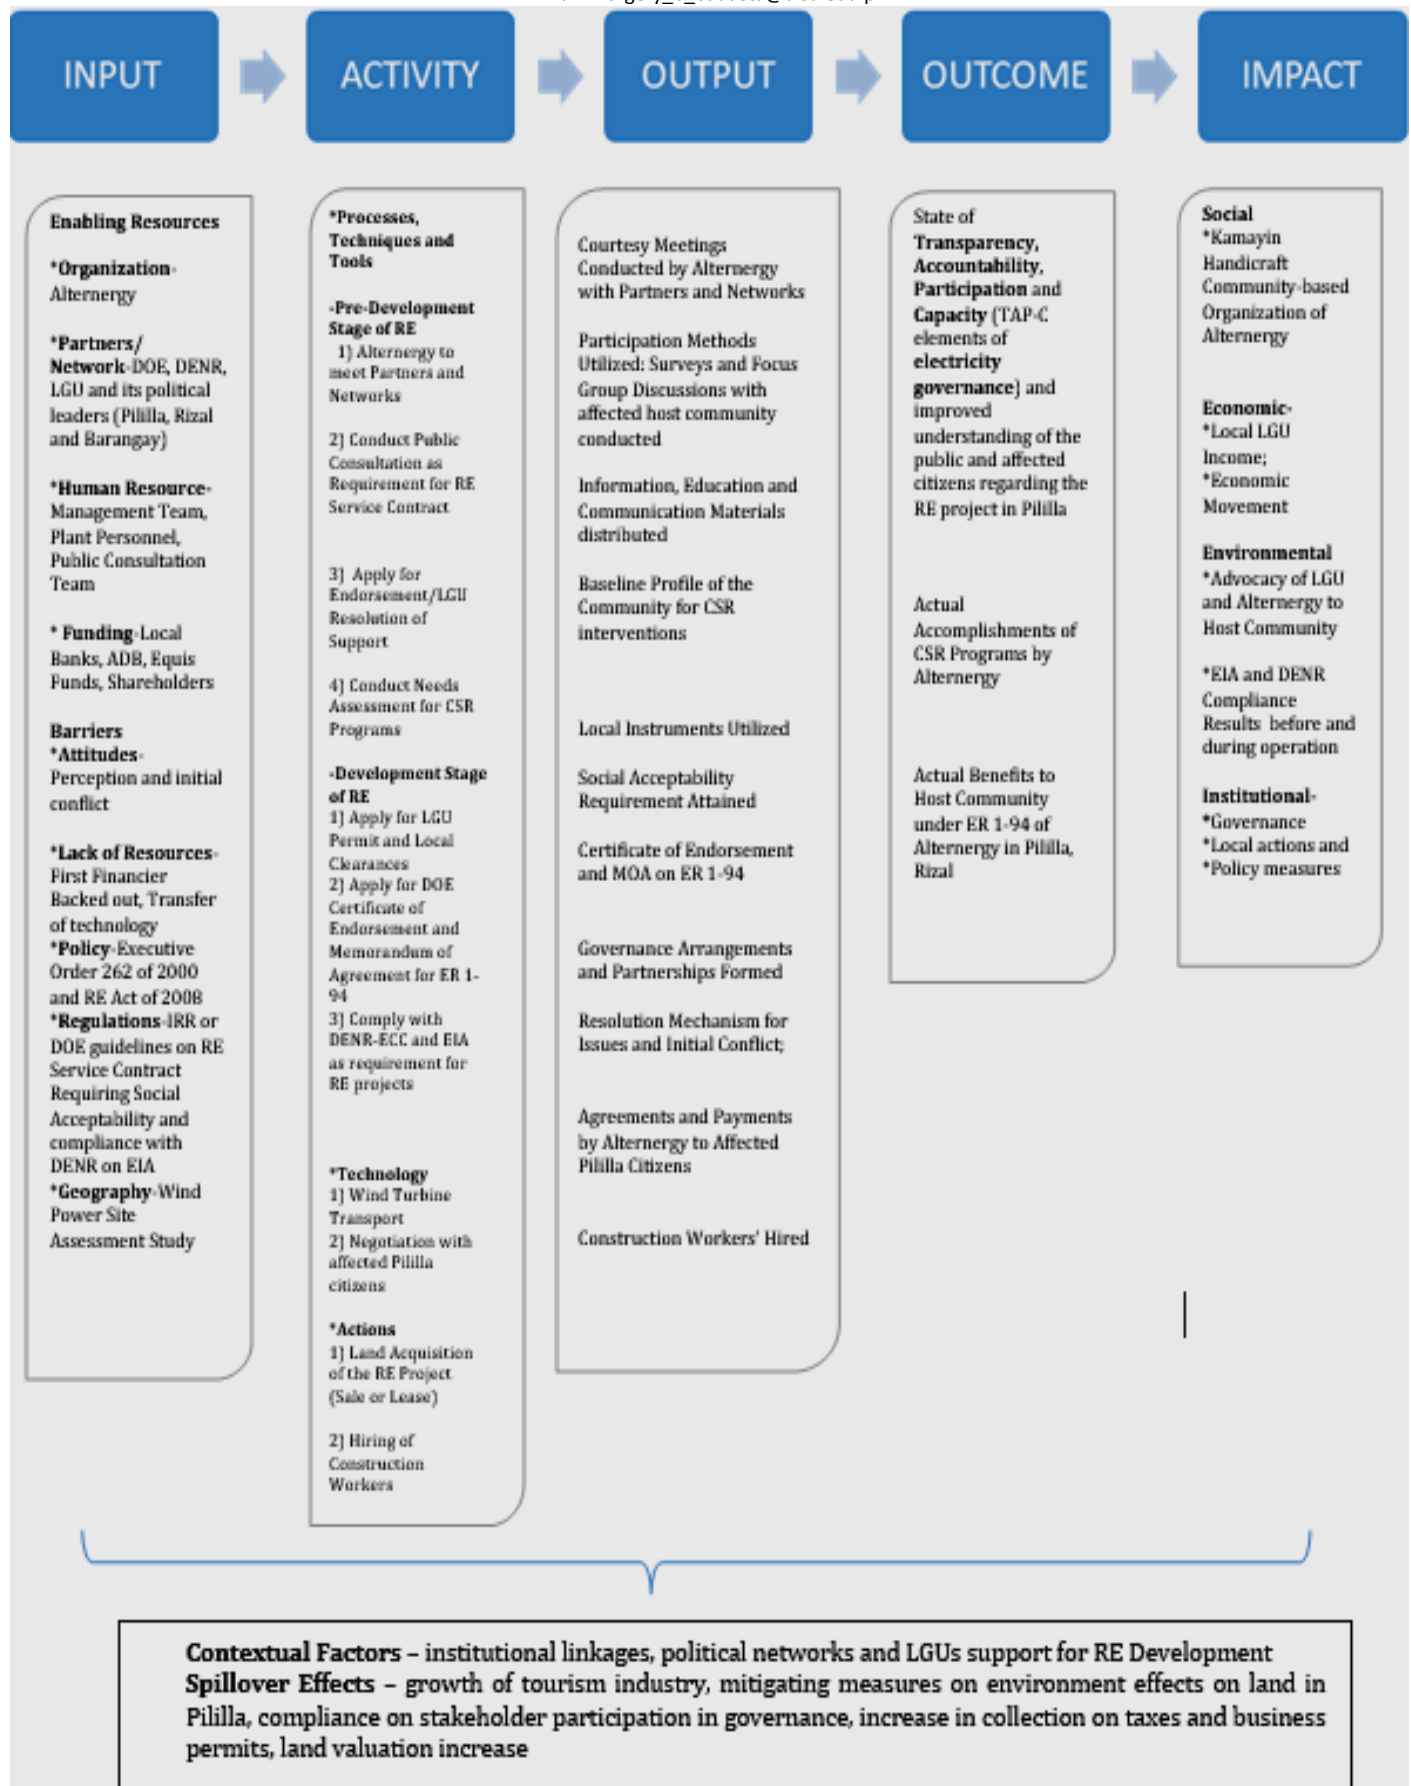 INPUT
ACTIVITY
OUTPUT
OUTCOME
IMPACT
Enabling Resources
*Organization-
Alternergy
*Partners/
Network-DOE, DENR,
LGU and its political
leaders (Pililla, Rizal
and Barangay)
*Human Resource-
Management Team,
Plant Personnel,
Public Consultation
Team
* Funding-Local
Banks, ADB, Equis
Funds, Shareholders
Barriers
*Attitudes-
Perception and initial
conflict
*Lack of Resources-
First Financier
Backed out, Transfer
of technology
*Policy-Executive
Order 262 of 2000
and RE Act of 2008
*Regulations-IRR or
DOE guidelines on RE
Service Contract
Requiring Social
Acceptability and
compliance with
DENR on EIA
*Geography-Wind
Power Site
Assessment Study
*Processes,
Techniques and
Tools
-Pre-Development
Stage of RE
1) Alternergy to
meet Partners and
Networks
2) Conduct Public
Consultation as
Requirement for RE
Service Contract
3) Apply for
Endorsement/LGU
Resolution of
Support
4) Conduct Needs
Assessment for CSR
Programs
-Development Stage
of RE
1) Apply for LGU
Permit and Local
Clearances
2) Apply for DOE
Certificate of
Endorsement and
Memorandum of
Agreement for ER 1-
94
3) Comply with
DENR-ECC and EIA
as requirement for
RE projects
*Technology
1) Wind Turbine
Transport
2) Negotiation with
affected Pililla
citizens
*Actions
1) Land Acquisition
of the RE Project
(Sale or Lease)
2) Hiring of
Construction
Workers
Courtesy Meetings
Conducted by Alternergy
with Partners and Networks
Participation Methods
Utilized: Surveys and Focus
Group Discussions with
affected host community
conducted
Information, Education and
Communication Materials
distributed
Baseline Profile of the
Community for CSR
interventions
Local Instruments Utilized
Social Acceptability
Requirement Attained
Certificate of Endorsement
and MOA on ER 1-94
Governance Arrangements
and Partnerships Formed
Resolution Mechanism for
Issues and Initial Conflict;
Agreements and Payments
by Alternergy to Affected
Pililla Citizens
Construction Workers' Hired
State of
Transparency,
Accountability,
Participation and
Capacity (TAP-C
elements of
electricity
governance) and
improved
understanding of the
public and affected
citizens regarding the
RE project in Pililla
Actual
Accomplishments of
CSR Programs by
Alternergy
Actual Benefits to
Host Community
under ER 1-94 of
Alternergy in Pililla,
Rizal
Social
*Kamayin
Handicraft
Community-based
Organization of
Alternergy
Economic-
*Local LGU
Income;
*Economic
Movement
Environmental
*Advocacy of LGU
and Alternergy to
Host Community
*EIA and DENR
Compliance
Results before and
during operation
Institutional-
*Governance
*Local actions and
*Policy measures
Contextual Factors – institutional linkages, political networks and LGUs support for RE Development
Spillover Effects – growth of tourism industry, mitigating measures on environment effects on land in
Pililla, compliance on stakeholder participation in governance, increase in collection on taxes and business
permits, land valuation increase